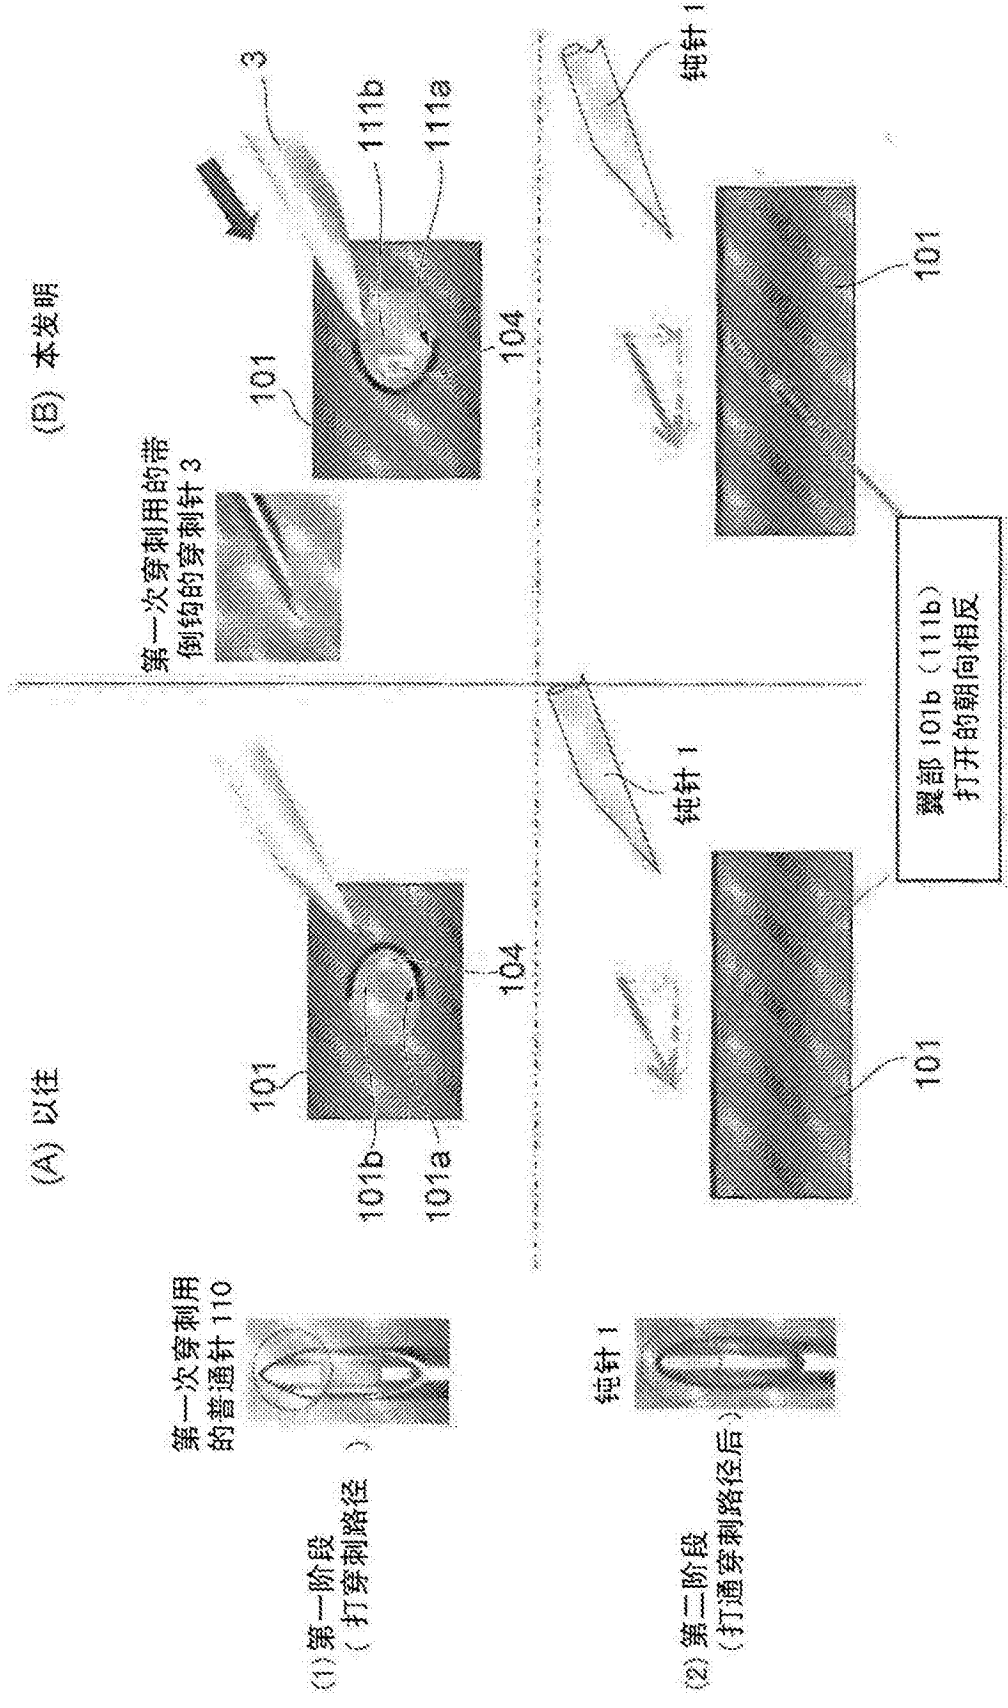 (A) 以往
(B) 本发明
第一次穿刺用
的普通针 110
(1) 第一阶段
( 打穿刺路径 )
101
101b
101a
104
第一次穿刺用的带
倒钩的穿刺针 3
101
3
111b
111a
104
钝针 1
(2) 第二阶段
(打通穿刺路径后)
钝针 1
101
钝针 1
101
翼部 101b (111b)
打开的朝向相反